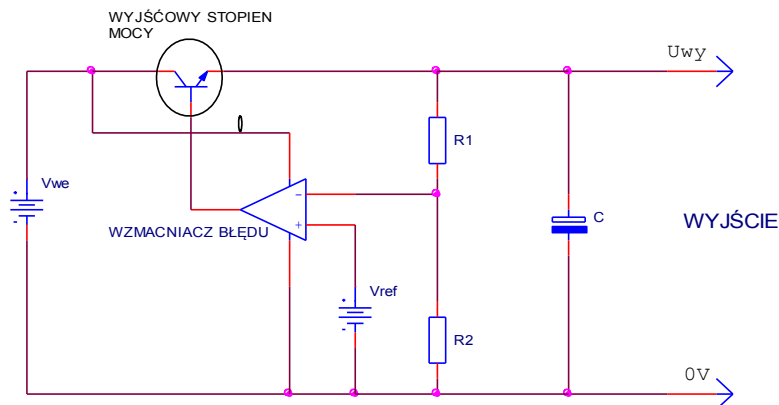 WYJŚĆOWY STOPIEN
MOCY
Uwy
R1
Vwe
-
+
WZMACNIACZ BŁĘDU
C
WYJŚCIE
Vref
R2
0V